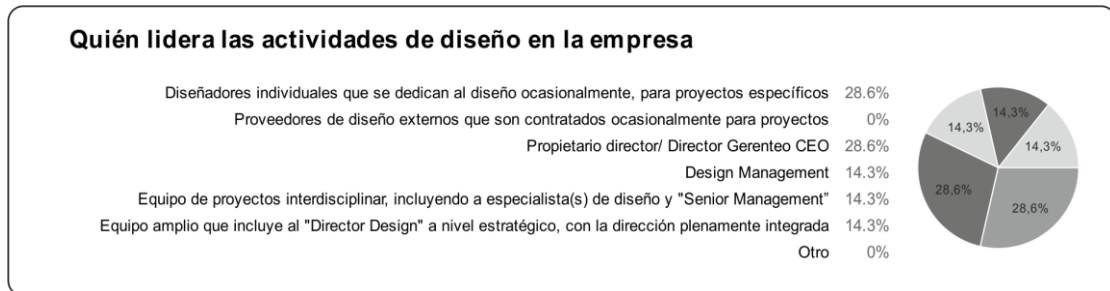 Quién lidera las actividades de diseño en la empresa
Diseñadores individuales que se dedican al diseño ocasionalmente, para proyectos específicos 28.6%
Proveedores de diseño externos que son contratados ocasionalmente para proyectos 0%
Propietario director/ Director Gerenteo CEO 28.6%
Design Management 14.3%
Equipo de proyectos interdisciplinar, incluyendo a especialista(s) de diseño y "Senior Management” 14.3%
Equipo amplio que incluye al "Director Design" a nivel estratégico, con la dirección plenamente integrada 14.3%
Otro 0%
14,3%
14,3%
14,3%
28,6%
28,6%